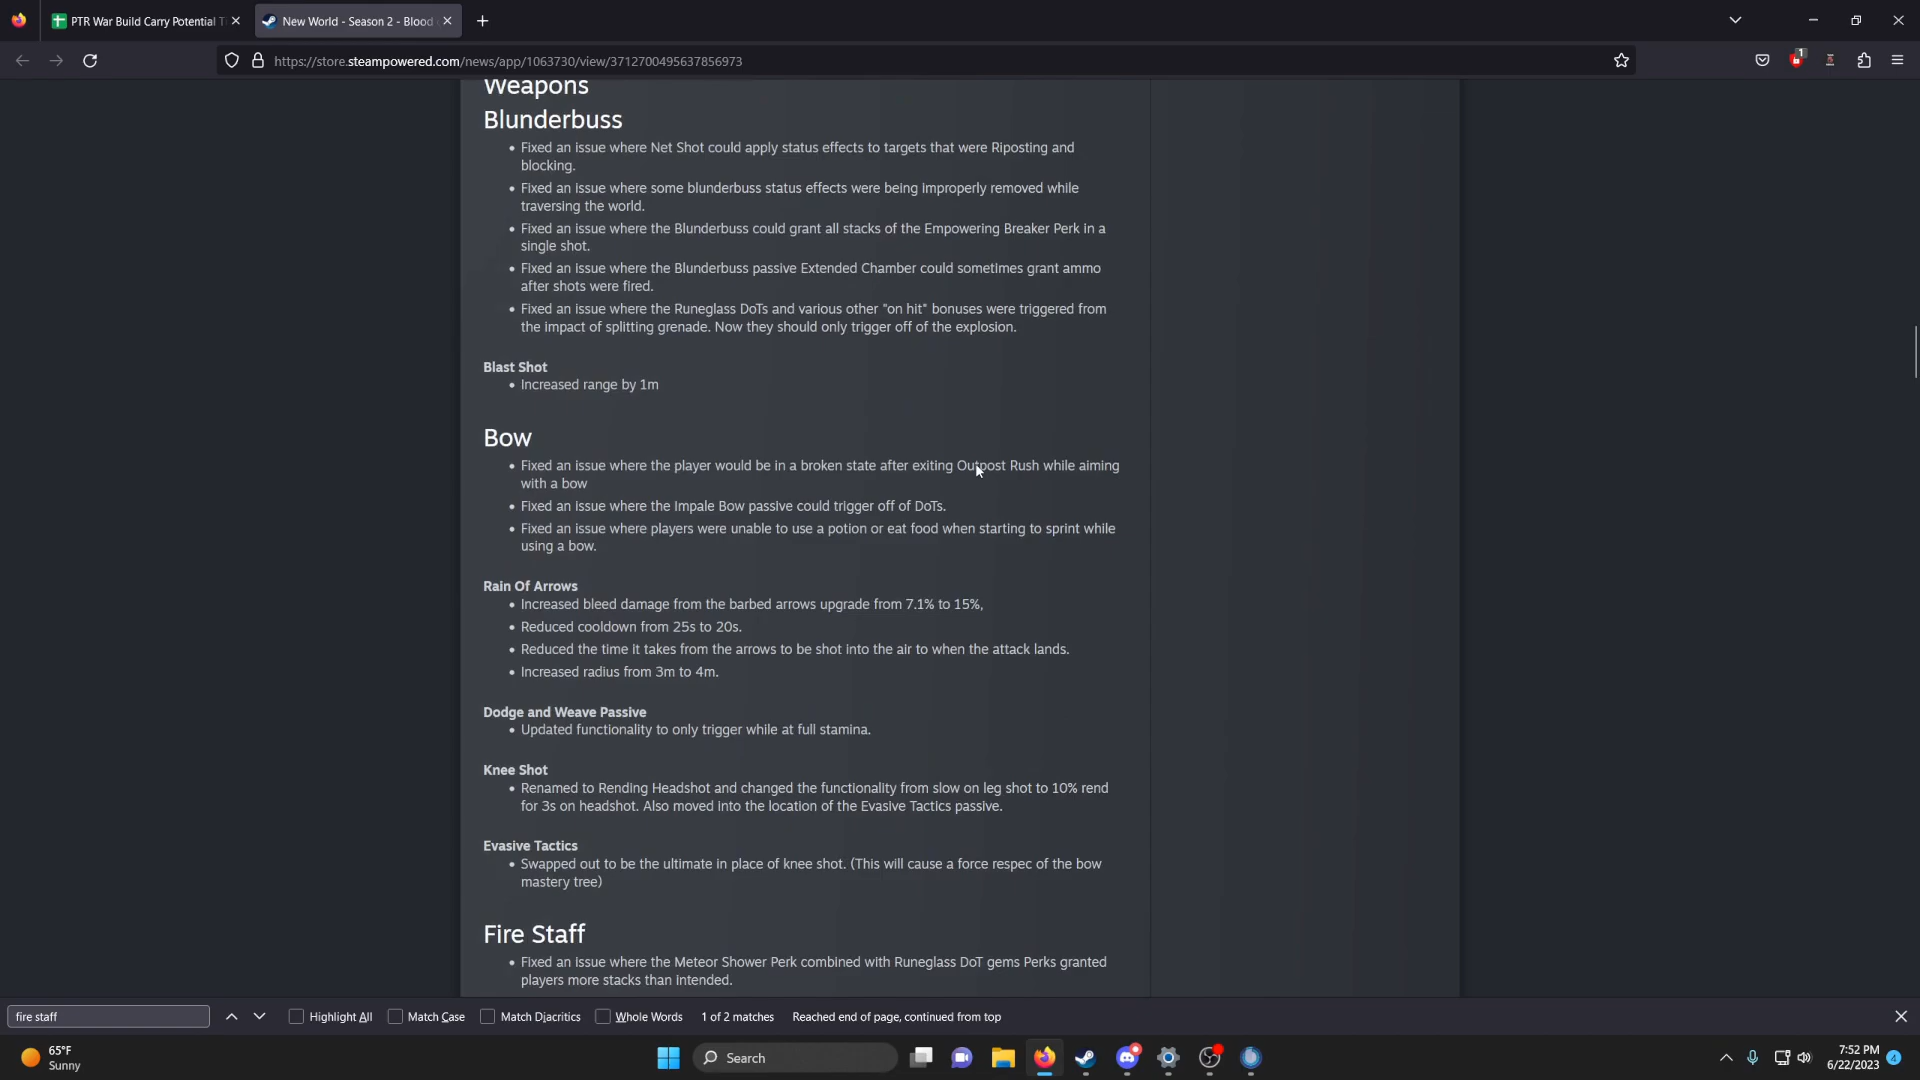 PTR War Build Carry Potential T
New World - Season 2 - Blood
https://store.steampowered.com/news/app/1063730/view/3712700495637856973
1
Weapons
Blunderbuss
• Fixed an issue where Net Shot could apply status effects to targets that were Riposting and
blocking.
• Fixed an issue where some blunderbuss status effects were being improperly removed while
traversing the world.
• Fixed an issue where the Blunderbuss could grant all stacks of the Empowering Breaker Perk in a
single shot.
• Fixed an issue where the Blunderbuss passive Extended Chamber could sometimes grant ammo
after shots were fired.
• Fixed an issue where the Runeglass DoTs and various other "on hit" bonuses were triggered from
the impact of splitting grenade. Now they should only trigger off of the explosion.
Blast Shot
• Increased range by 1m
Bow
• Fixed an issue where the player would be in a broken state after exiting Outpost Rush while aiming
with a bow
• Fixed an issue where the Impale Bow passive could trigger off of DoTs.
• Fixed an issue where players were unable to use a potion or eat food when starting to sprint while
using a bow.
Rain Of Arrows
• Increased bleed damage from the barbed arrows upgrade from 7.1% to 15%,
• Reduced cooldown from 25s to 20s.
• Reduced the time it takes from the arrows to be shot into the air to when the attack lands.
• Increased radius from 3m to 4m.
Dodge and Weave Passive
• Updated functionality to only trigger while at full stamina.
Knee Shot
• Renamed to Rending Headshot and changed the functionality from slow on leg shot to 10% rend
for 3s on headshot. Also moved into the location of the Evasive Tactics passive.
Evasive Tactics
• Swapped out to be the ultimate in place of knee shot. (This will cause a force respec of the bow
mastery tree)
Fire Staff
• Fixed an issue where the Meteor Shower Perk combined with Runeglass DoT gems Perks granted
players more stacks than intended.
fire staff
Highlight All
Match Case
Match Diacritics
Whole Words
1 of 2 matches
Reached end of page, continued from top
65°F
Sunny
Search
7:52 PM
6/22/2023
4